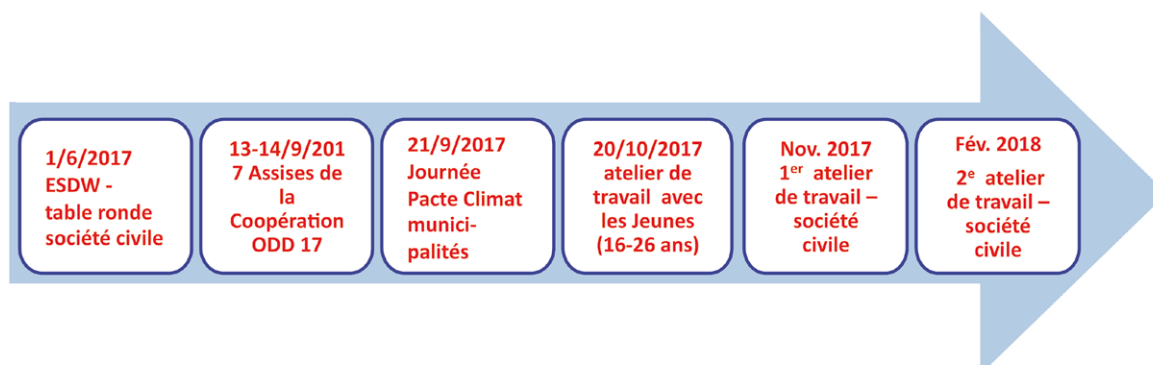 1/6/2017
ESDW -
table ronde
société civile
13-14/9/201
7 Assises de
la
Coopération
ODD 17
21/9/2017
Journée
Pacte Climat
munici-
palités
20/10/2017
atelier de
travail avec
les Jeunes
(16-26 ans)
Nov. 2017
1er atelier
de travail –
société
civile
Fév. 2018
2e atelier
de travail –
société
civile